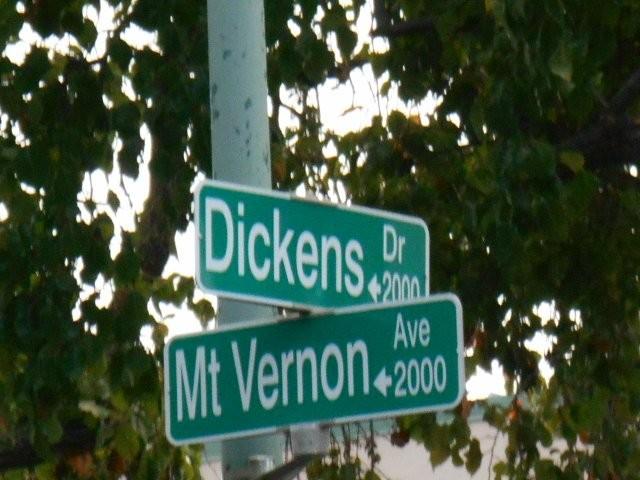 Dickens Dr
←2000
Mt Vernon Ave
←2000